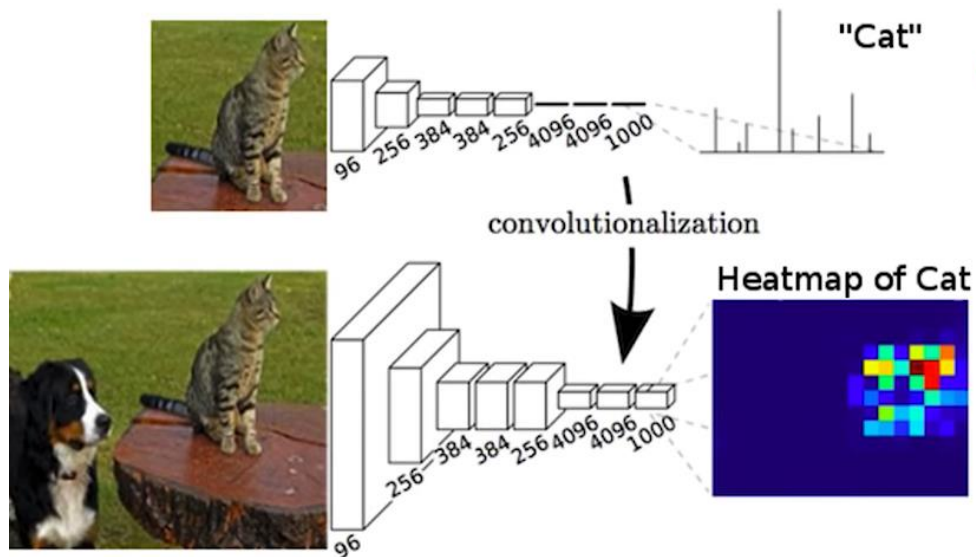 "Cat"
96 256 384 384 256 4096 4096 1000
convolutionalization
Heatmap of Cat
96 256 384 384 256 4096 4096 1000